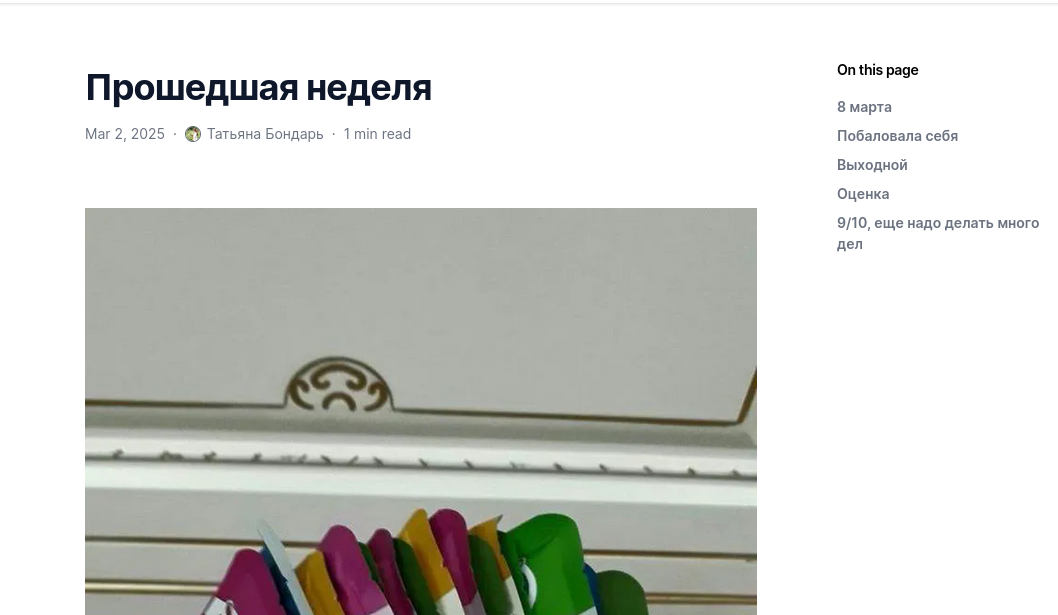 Прошедшая неделя
Mar 2, 2025 · Татьяна Бондарь · 1 min read
On this page
8 марта
Побаловала себя
Выходной
Оценка
9/10, еще надо делать много
дел